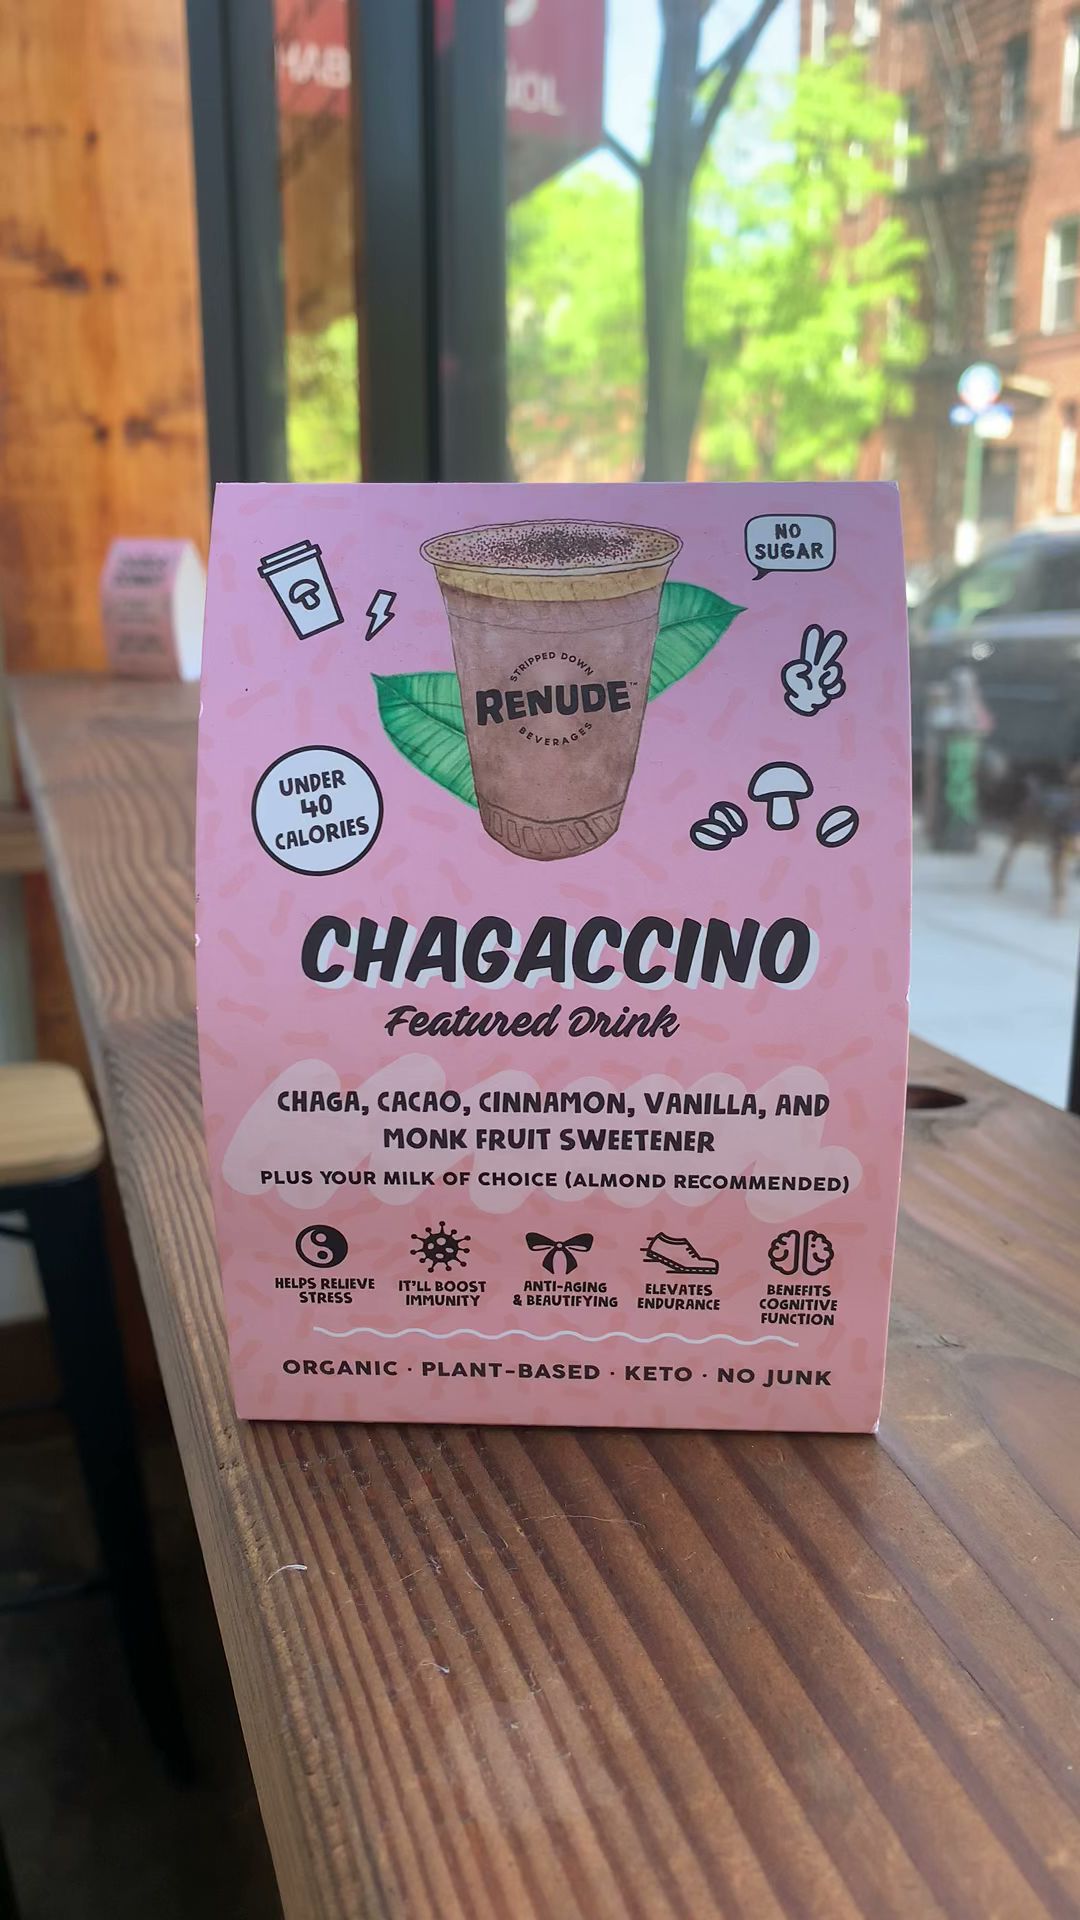 NO
SUGAR
STRIPPED DOWN
RENUDE™
BEVERAGES
UNDER
40
CALORIES
CHAGACCINO
Featured Drink
CHAGA, CACAO, CINNAMON, VANILLA, AND
MONK FRUIT SWEETENER
PLUS YOUR MILK OF CHOICE (ALMOND RECOMMENDED)
HELPS RELIEVE
STRESS
IT'LL BOOST
IMMUNITY
ANTI-AGING
& BEAUTIFYING
ELEVATES
ENDURANCE
BENEFITS
COGNITIVE
FUNCTION
ORGANIC · PLANT-BASED · KETO · NO JUNK